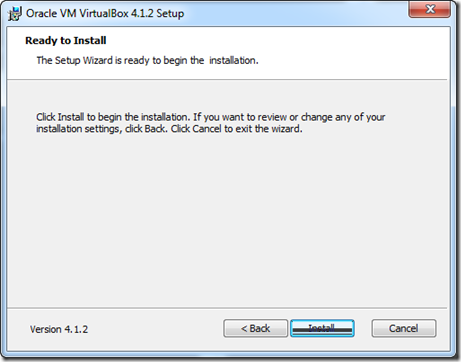 Oracle VM VirtualBox 4.1.2 Setup
Ready to Install
The Setup Wizard is ready to begin the installation.
Click Install to begin the installation. If you want to review or change any of your
installation settings, click Back. Click Cancel to exit the wizard.
Version 4.1.2
< Back
Install
Cancel